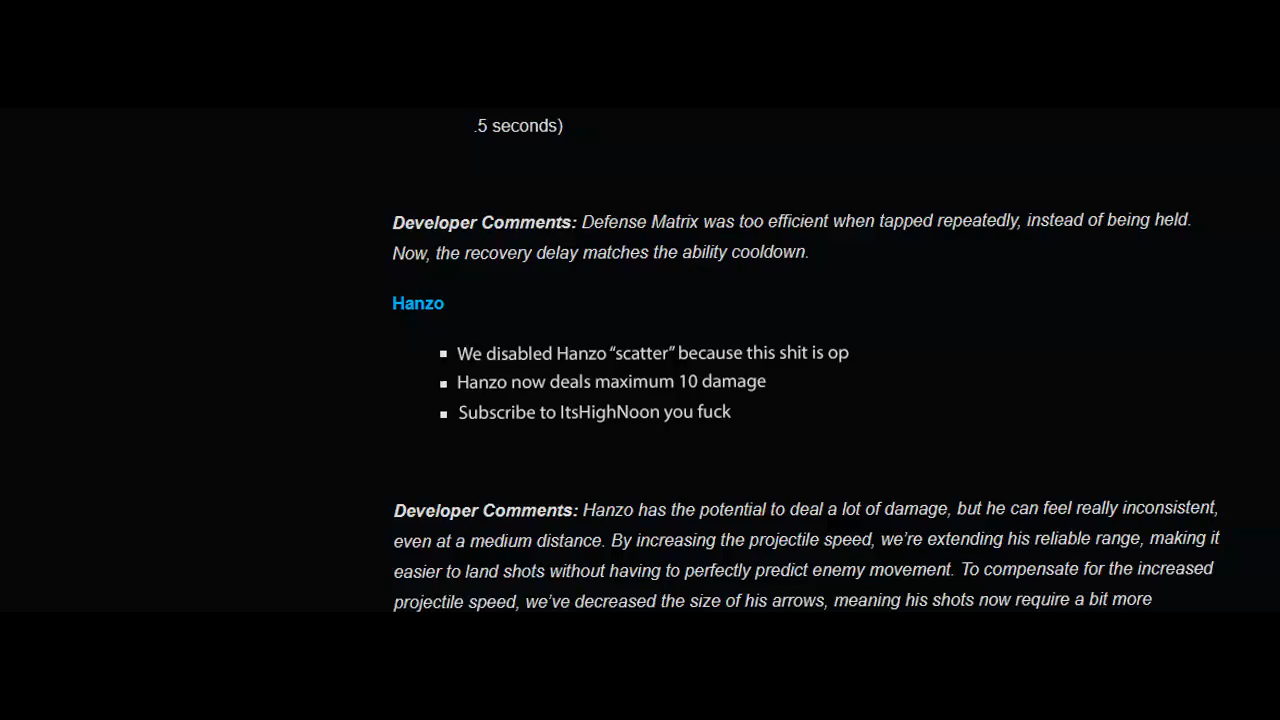 .5 seconds)
Developer Comments: Defense Matrix was too efficient when tapped repeatedly, instead of being held.
Now, the recovery delay matches the ability cooldown.
Hanzo
▪ We disabled Hanzo “scatter” because this shit is op
▪ Hanzo now deals maximum 10 damage
▪ Subscribe to ItsHighNoon you fuck
Developer Comments: Hanzo has the potential to deal a lot of damage, but he can feel really inconsistent,
even at a medium distance. By increasing the projectile speed, we’re extending his reliable range, making it
easier to land shots without having to perfectly predict enemy movement. To compensate for the increased
projectile speed, we’ve decreased the size of his arrows, meaning his shots now require a bit more